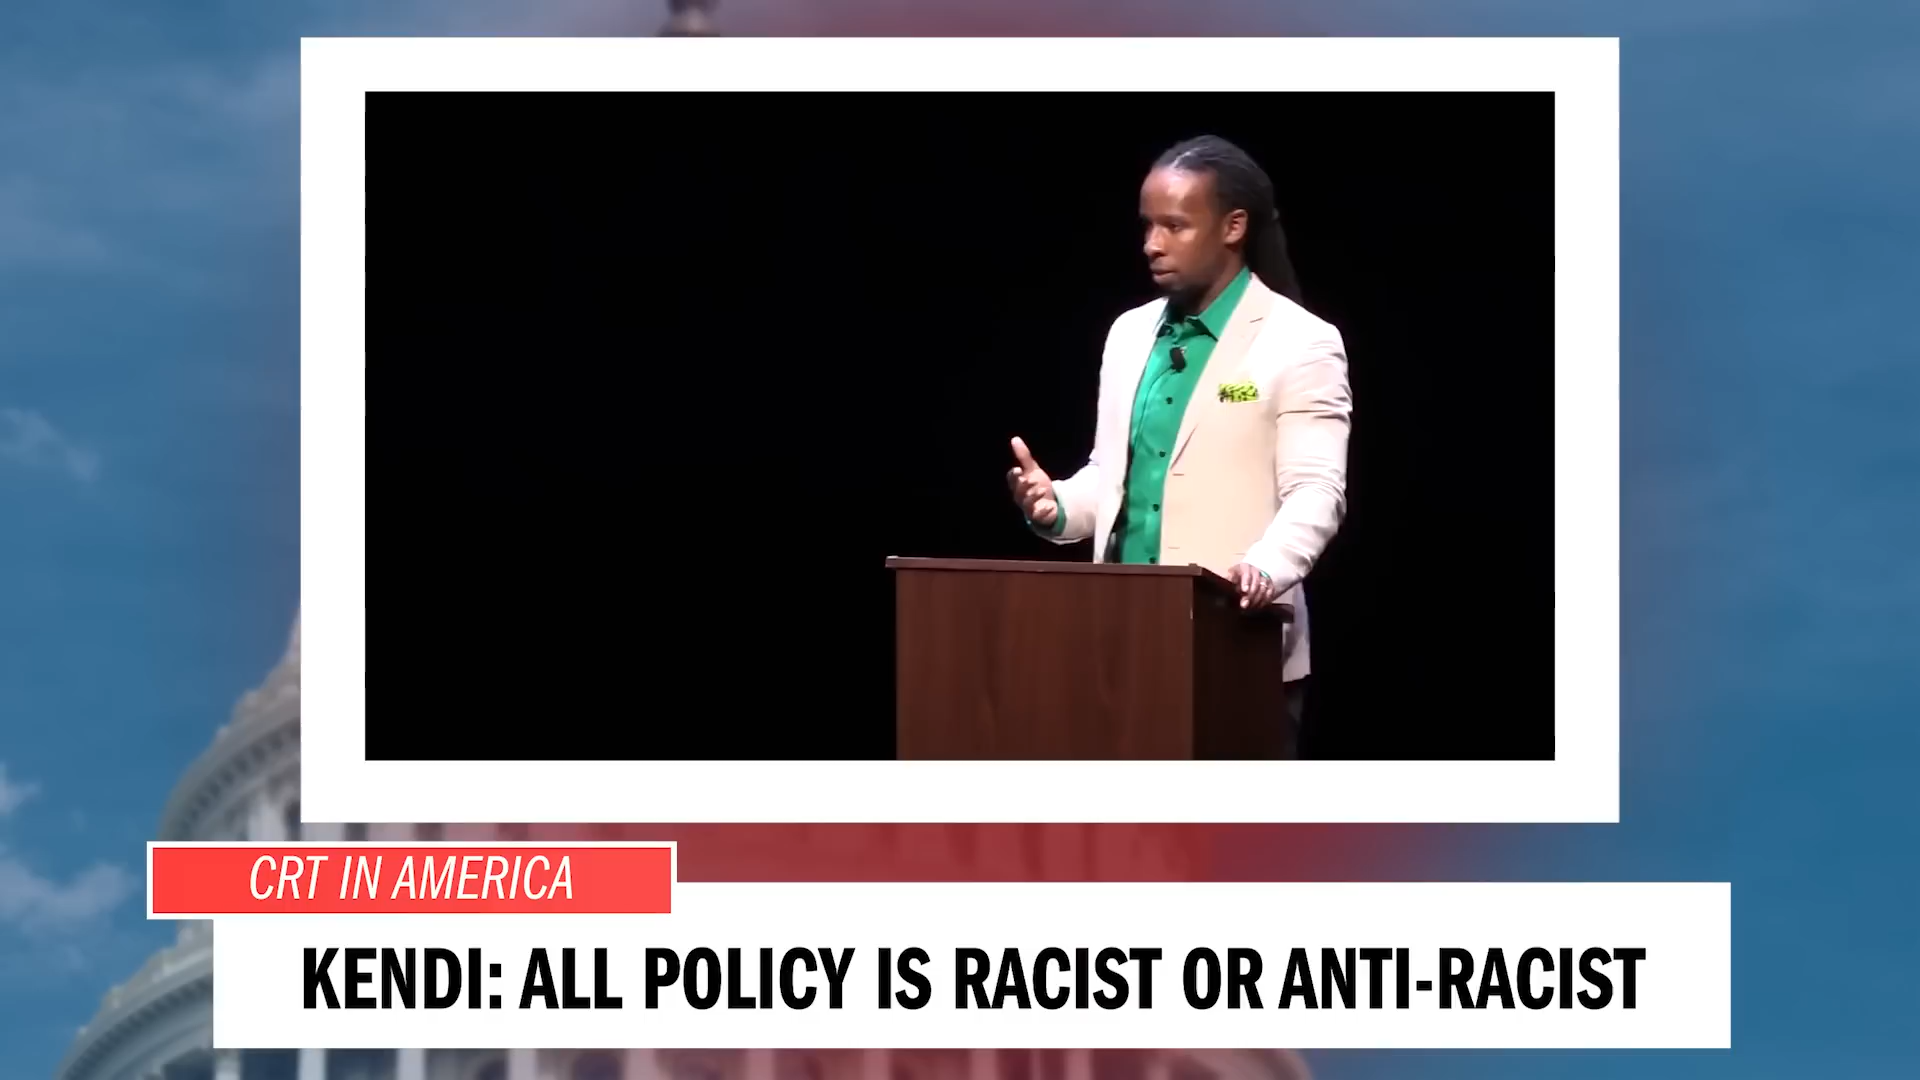 CRT IN AMERICA
KENDI: ALL POLICY IS RACIST OR ANTI-RACIST